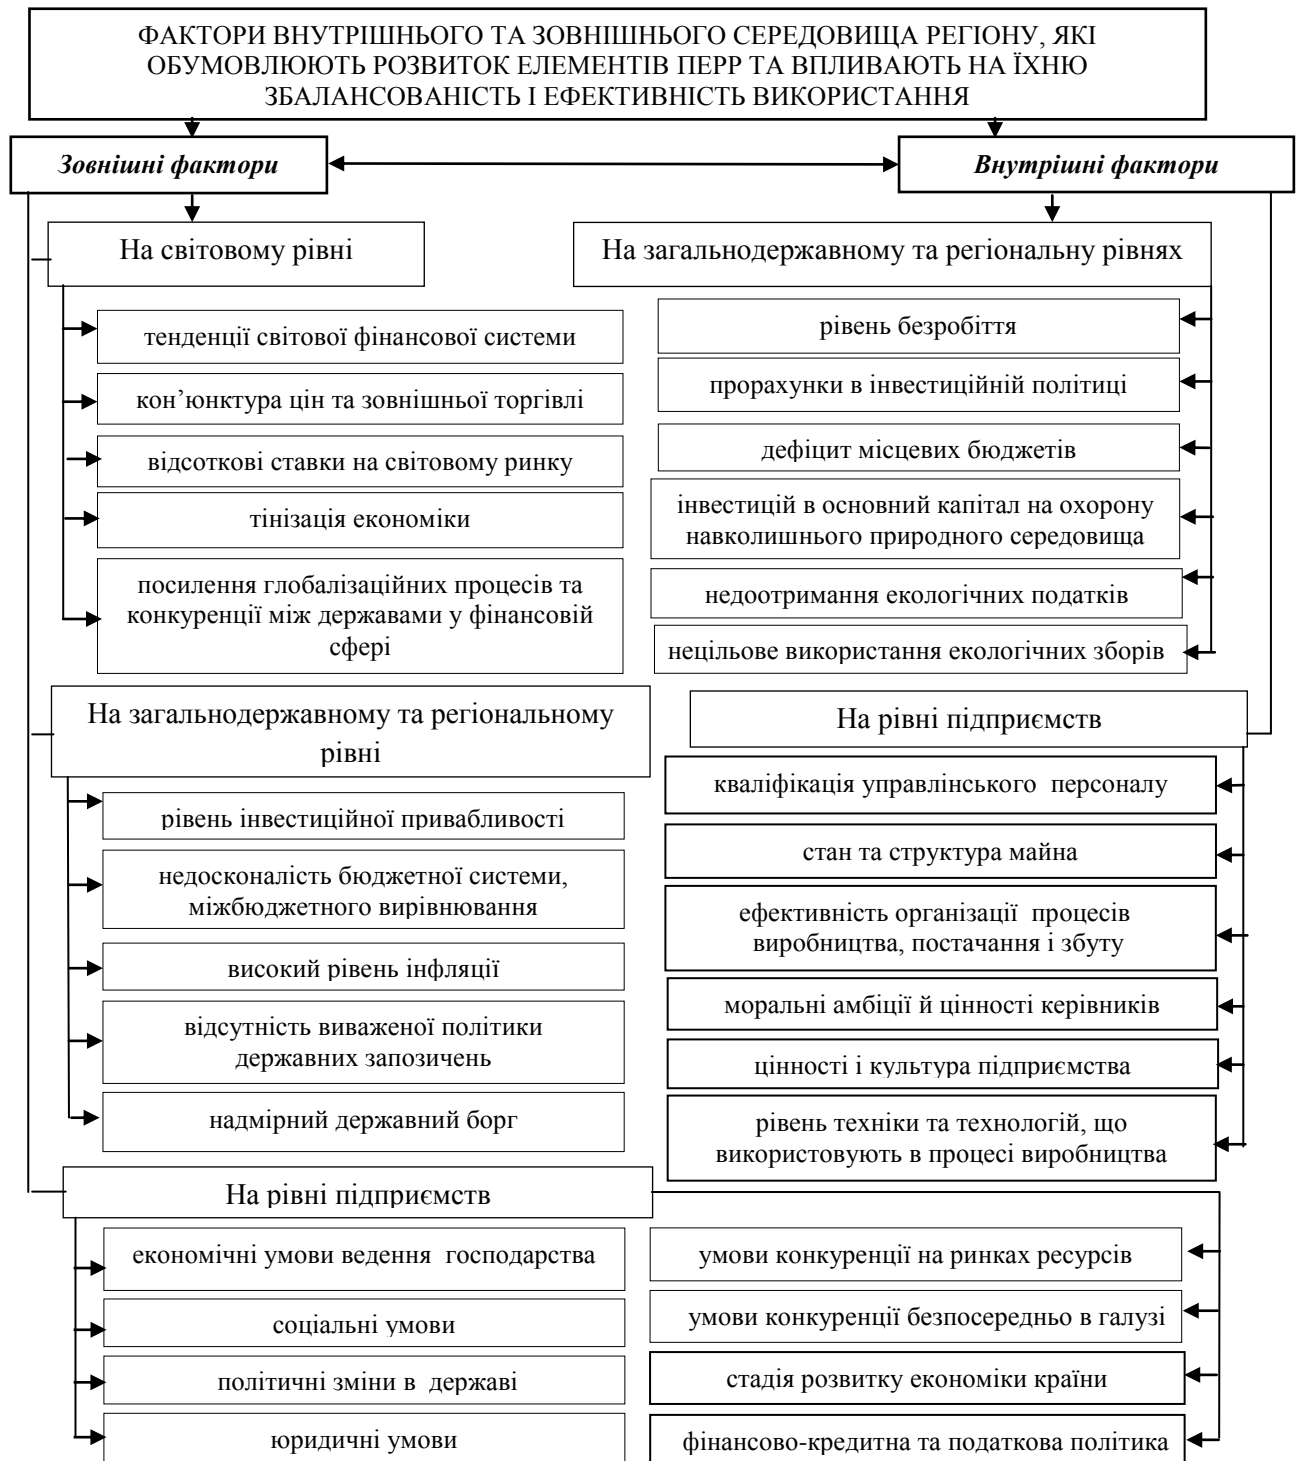 ФАКТОРИ ВНУТРІШНЬОГО ТА ЗОВНІШНЬОГО СЕРЕДОВИЩА РЕГІОНУ, ЯКІ
ОБУМОВЛЮЮТЬ РОЗВИТОК ЕЛЕМЕНТІВ ПЕРР ТА ВПЛИВАЮТЬ НА ЇХНЮ
ЗБАЛАНСОВАНІСТЬ І ЕФЕКТИВНІСТЬ ВИКОРИСТАННЯ
Зовнішні фактори
Внутрішні фактори
На світовому рівні
тенденції світової фінансової системи
кон’юнктура цін та зовнішньої торгівлі
відсоткові ставки на світовому ринку
тінізація економіки
посилення глобалізаційних процесів та
конкуренції між державами у фінансовій
сфері
На загальнодержавному та регіональну рівнях
рівень безробіття
прорахунки в інвестиційній політиці
дефіцит місцевих бюджетів
інвестицій в основний капітал на охорону
навколишнього природного середовища
недоотримання екологічних податків
нецільове використання екологічних зборів
На загальнодержавному та регіональному
рівні
рівень інвестиційної привабливості
недосконалість бюджетної системи,
міжбюджетного вирівнювання
високий рівень інфляції
відсутність виваженої політики
державних запозичень
надмірний державний борг
На рівні підприємств
кваліфікація управлінського персоналу
стан та структура майна
ефективність організації процесів
виробництва, постачання і збуту
моральні амбіції й цінності керівників
цінності і культура підприємства
рівень техніки та технологій, що
використовують в процесі виробництва
На рівні підприємств
економічні умови ведення господарства
соціальні умови
політичні зміни в державі
юридичні умови
умови конкуренції на ринках ресурсів
умови конкуренції безпосередньо в галузі
стадія розвитку економіки країни
фінансово-кредитна та податкова політика